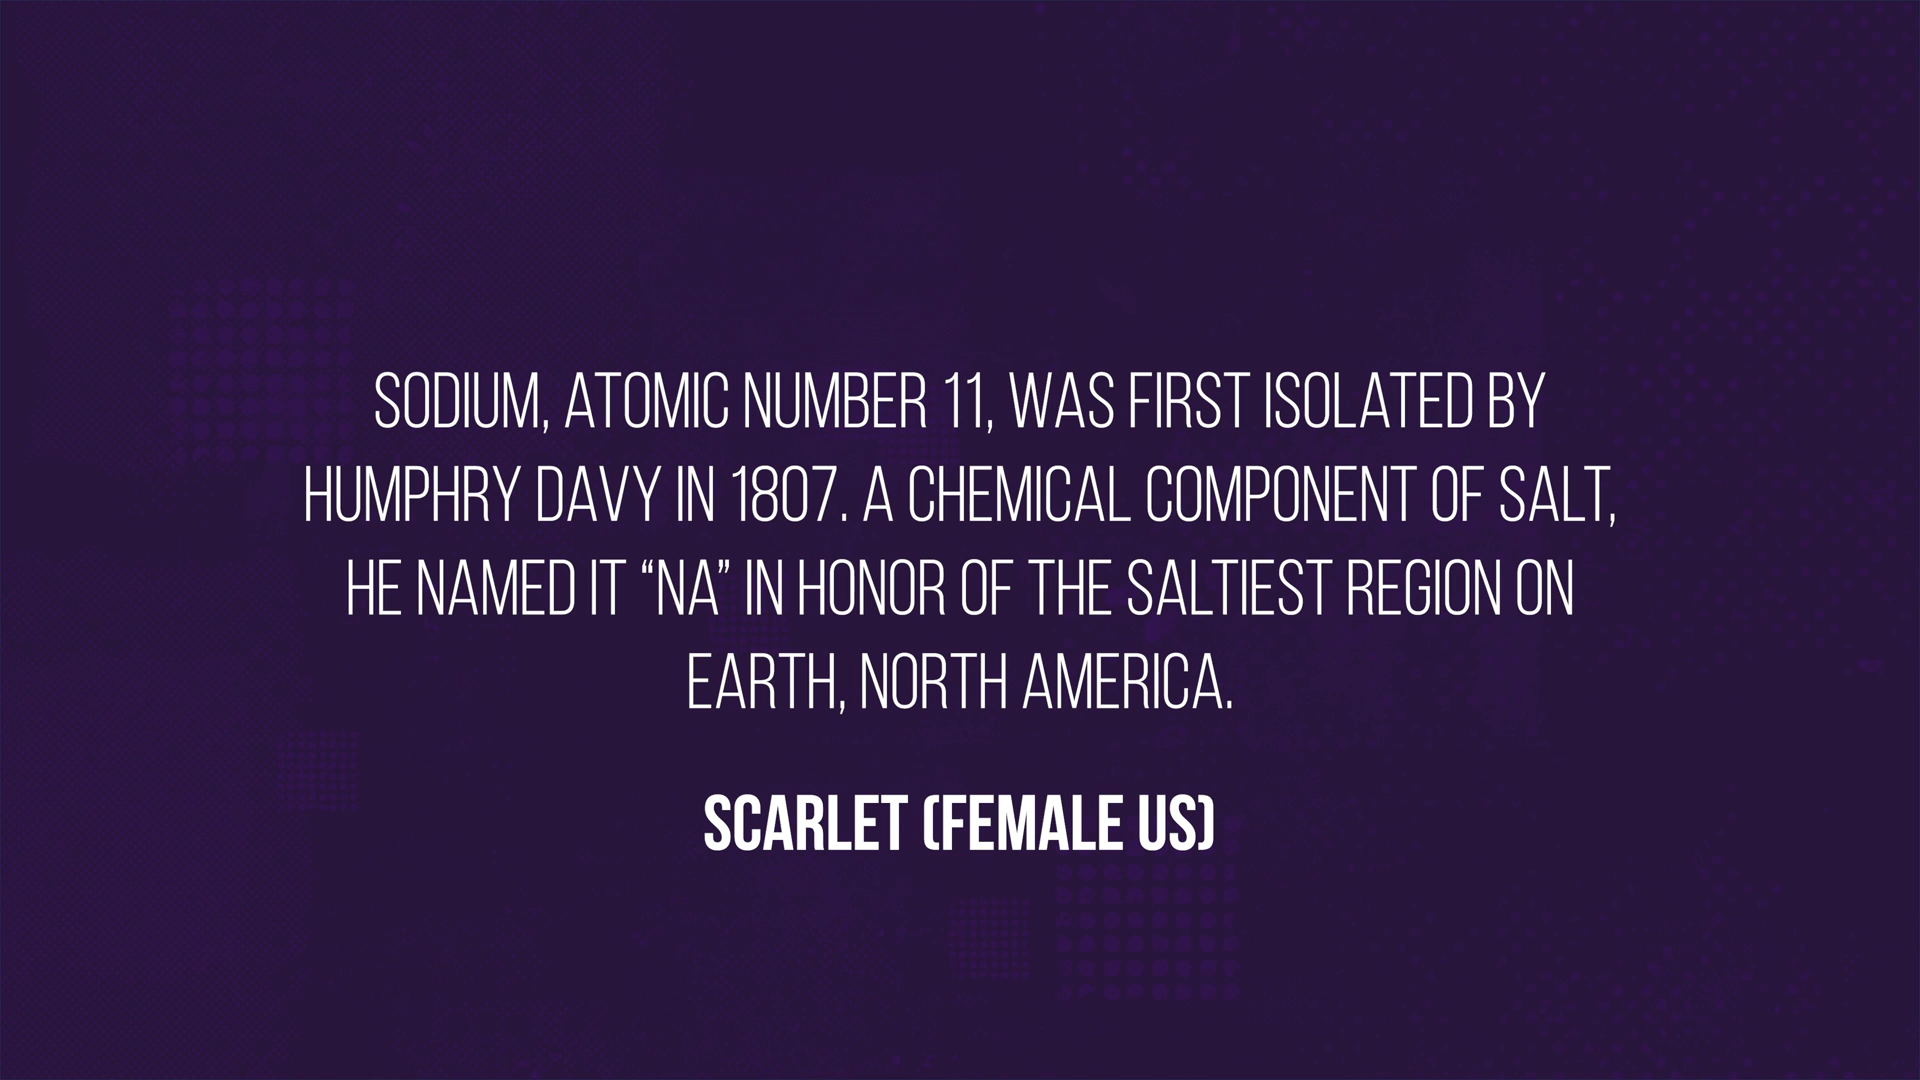 SODIUM, ATOMIC NUMBER 11, WAS FIRST ISOLATED BY
HUMPHRY DAVY IN 1807. A CHEMICAL COMPONENT OF SALT,
HE NAMED IT “NA” IN HONOR OF THE SALTIEST REGION ON
EARTH, NORTH AMERICA.
SCARLET (FEMALE US)